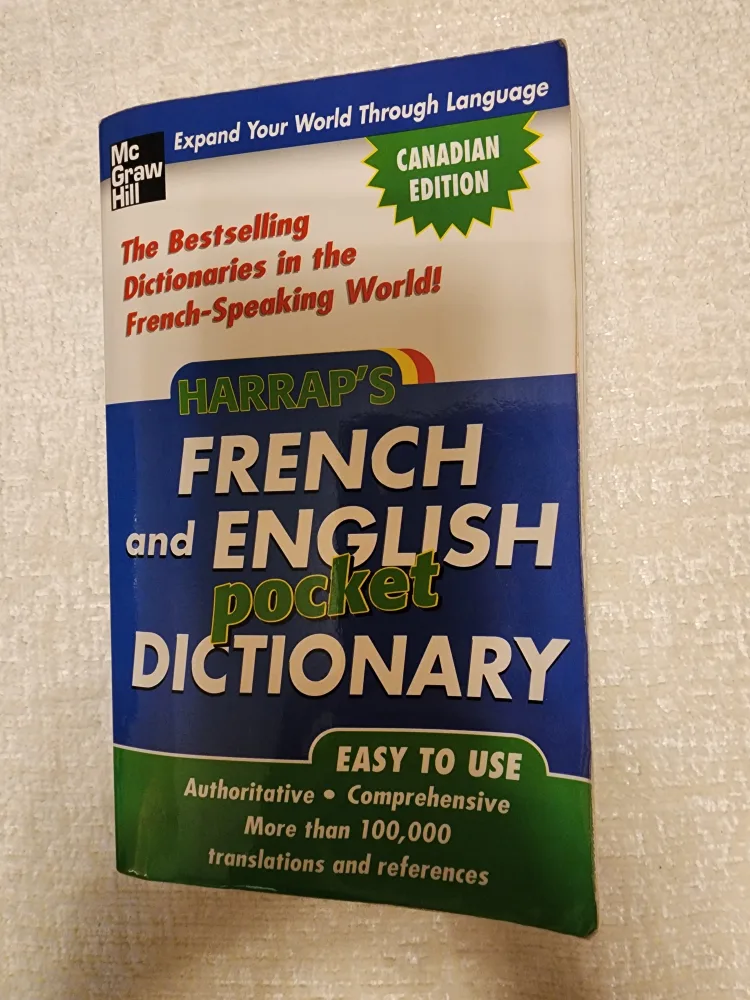 Mc
Graw
Hill
Expand Your World Through Language
CANADIAN
EDITION
The Bestselling
Dictionaries in the
French-Speaking World!
HARRAP'S
FRENCH
and ENGLISH
pocket
DICTIONARY
EASY TO USE
Authoritative • Comprehensive
More than 100,000
translations and references